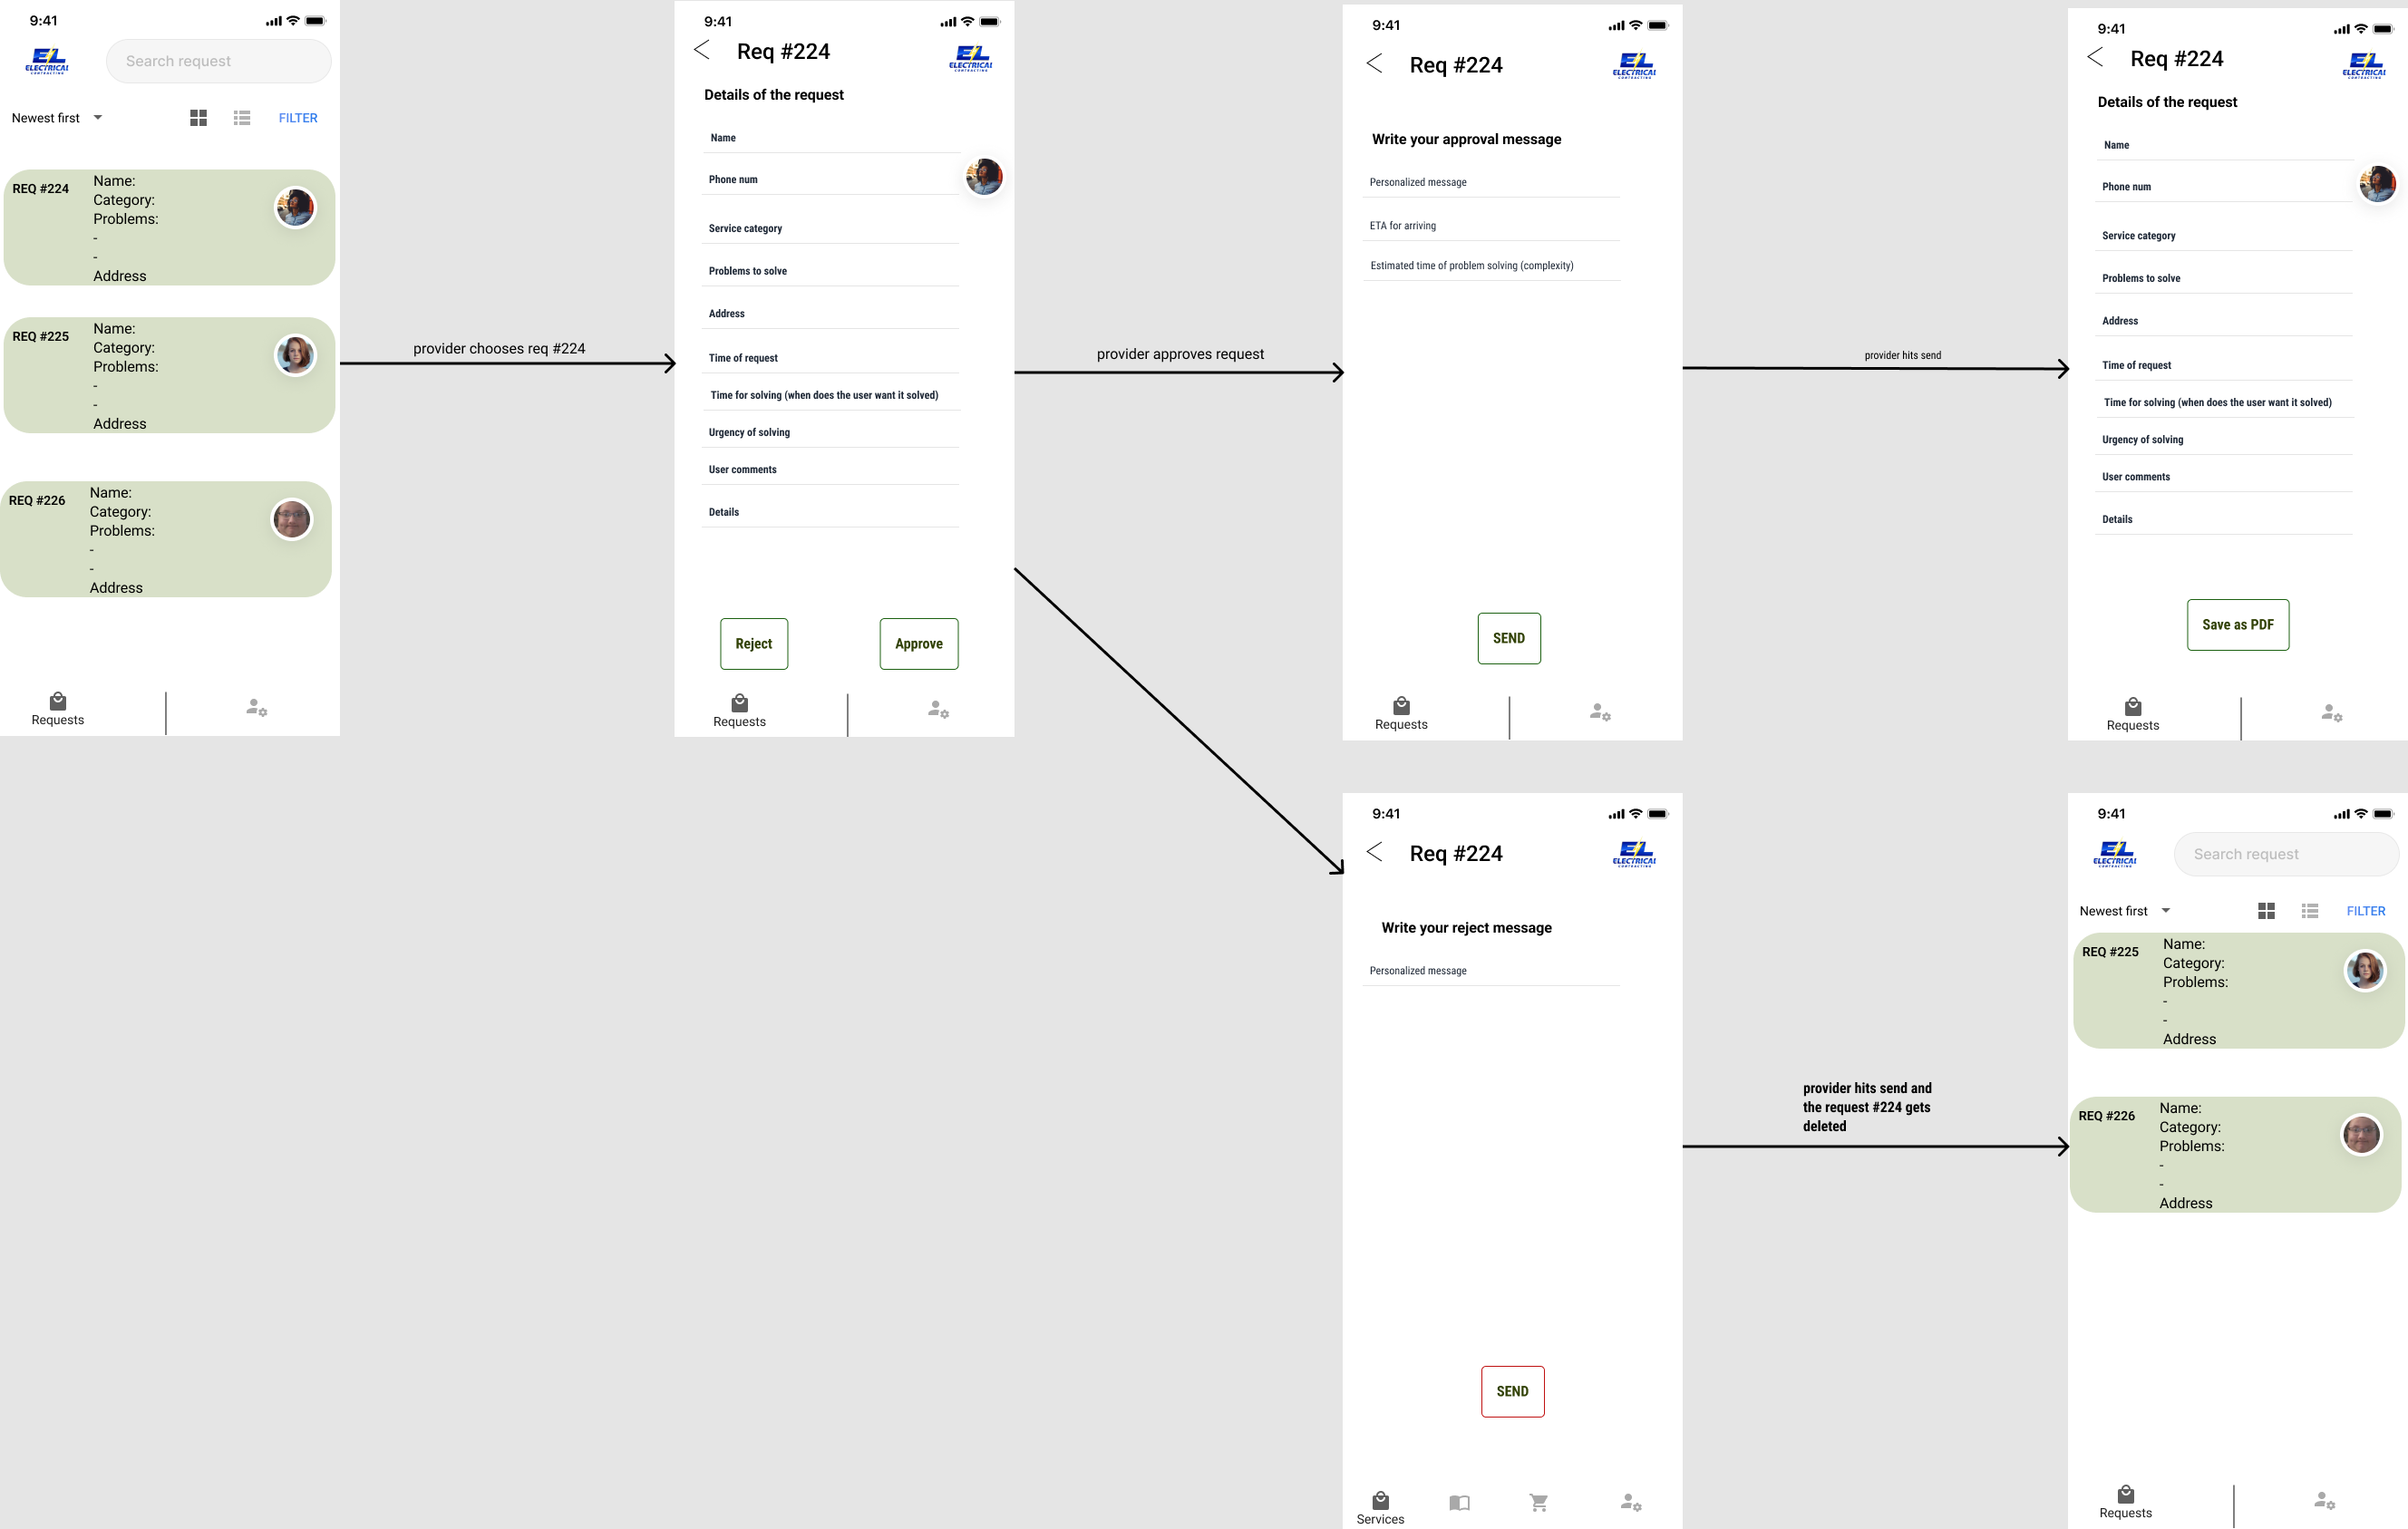 9:41
EL
ELECTRICAL
CONTRACTING
Search request
Newest first
FILTER
REQ #224
Name:
Category:
Problems:
-
-
Address
REQ #225
Name:
Category:
Problems:
-
-
Address
REQ #226
Name:
Category:
Problems:
-
-
Address
Requests
provider chooses req #224
9:41
Req #224
EL
ELECTRICAL
CONTRACTING
Details of the request
Name
Phone num
Service category
Problems to solve
Address
Time of request
Time for solving (when does the user want it solved)
Urgency of solving
User comments
Details
Reject
Approve
Requests
provider approves request
9:41
Req #224
EL
ELECTRICAL
CONTRACTING
Write your approval message
Personalized message
ETA for arriving
Estimated time of problem solving (complexity)
SEND
Requests
provider hits send
9:41
Req #224
EL
ELECTRICAL
CONTRACTING
Details of the request
Name
Phone num
Service category
Problems to solve
Address
Time of request
Time for solving (when does the user want it solved)
Urgency of solving
User comments
Details
Save as PDF
Requests
9:41
Req #224
EL
ELECTRICAL
CONTRACTING
Write your reject message
Personalized message
SEND
Services
provider hits send and
the request #224 gets
deleted
9:41
EL
ELECTRICAL
CONTRACTING
Search request
Newest first
FILTER
REQ #225
Name:
Category:
Problems:
-
-
Address
REQ #226
Name:
Category:
Problems:
-
-
Address
Requests